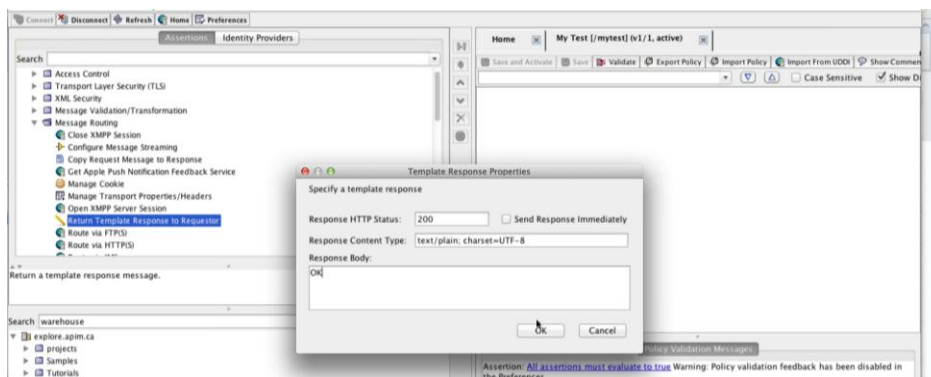 Connect Disconnect Refresh Home Preferences
Assertions Identity Providers
Search
Access Control
Transport Layer Security (TLS)
XML Security
Message Validation/Transformation
Message Routing
Close XMPP Session
Configure Message Streaming
Copy Request Message to Response
Get Apple Push Notification Feedback Service
Manage Cookie
Manage Transport Properties/Headers
Open XMPP Server Session
Return Template Response to Requestor
Route via FTP(S)
Route via HTTP(S)
Return a template response message.
Search warehouse
explore.apim.ca
projects
Samples
Tutorials
Home My Test [/mytest] (v1/1, active)
Save and Activate Save Validate Export Policy Import Policy Import From UDDI Show Commen
Case Sensitive Show Di
Template Response Properties
Specify a template response
Response HTTP Status: 200 Send Response Immediately
Response Content Type: text/plain; charset=UTF-8
Response Body:
OK
OK Cancel
Policy Validation Messages
Assertion: All assertions must evaluate to true Warning: Policy validation feedback has been disabled in
the Preferences